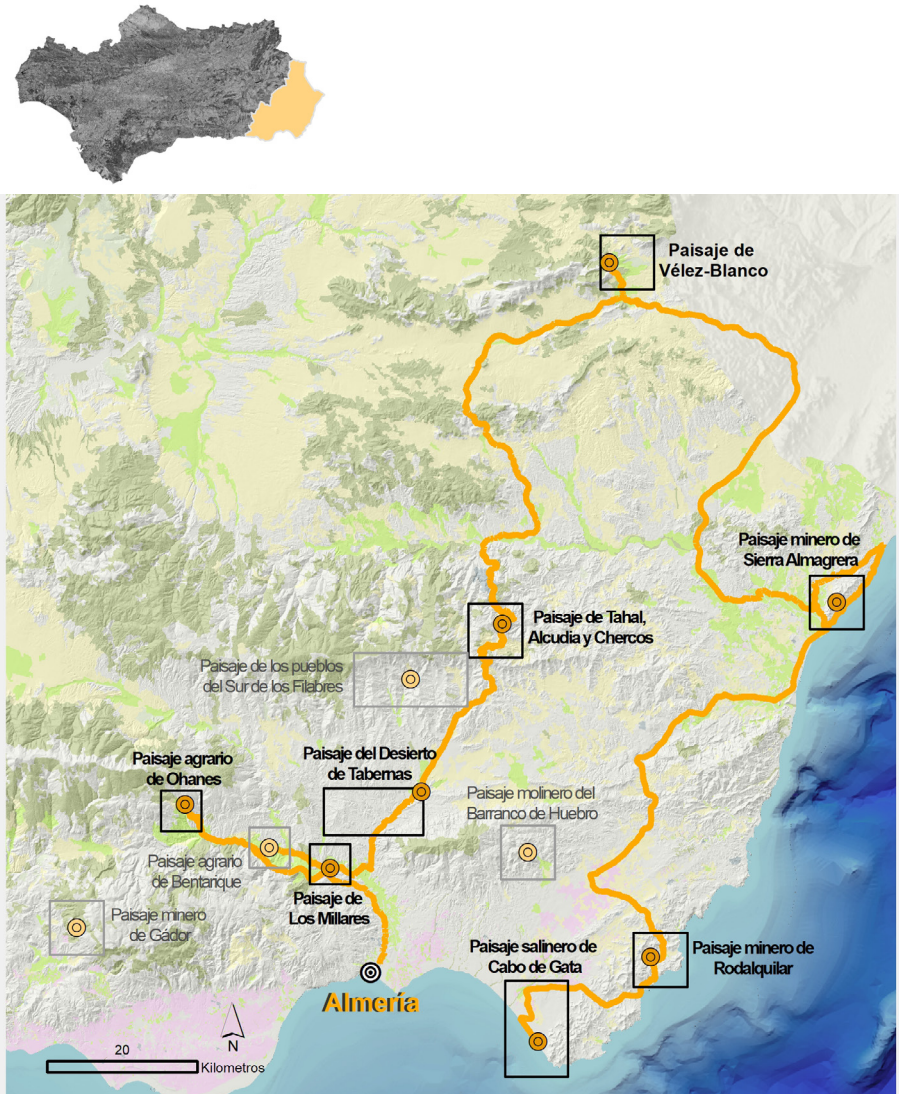 Paisaje de
Vélez-Blanco
Paisaje minero de
Sierra Almagrera
Paisaje de Tahal,
Alcudia y Chercos
Paisaje de los pueblos
del Sur de los Filabres
Paisaje del Desierto
de Tabernas
Paisaje agrario
de Ohanes
Paisaje molinero del
Barranco de Huebro
Paisaje agrario
de Bentarique
Paisaje de
Los Millares
Paisaje minero
de Gádor
Paisaje salinero de
Cabo de Gata
Paisaje minero de
Rodalquilar
Almería
N
20
Kilometros